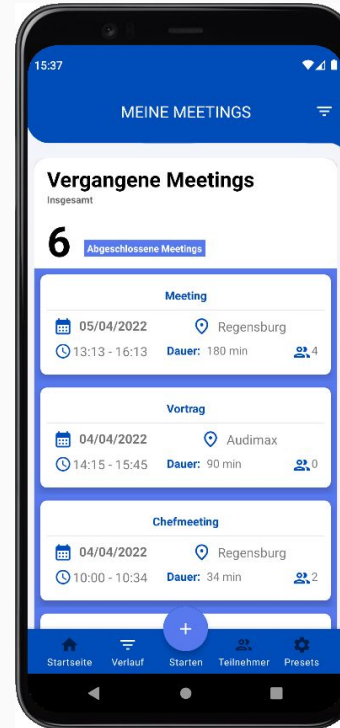 15:37
MEINE MEETINGS
Vergangene Meetings
Insgesamt
6 Abgeschlossene Meetings
Meeting
05/04/2022 Regensburg
13:13 - 16:13 Dauer: 180 min 4
Vortrag
04/04/2022 Audimax
14:15 - 15:45 Dauer: 90 min 0
Chefmeeting
04/04/2022 Regensburg
10:00 - 10:34 Dauer: 34 min 2
+
Startseite Verlauf Starten Teilnehmer Presets